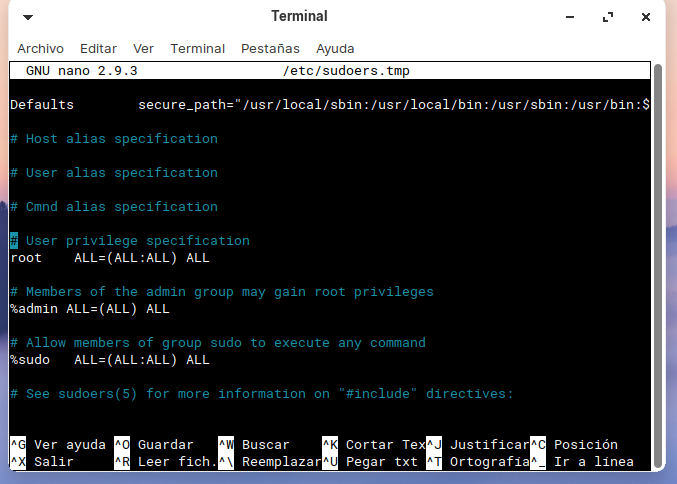 Terminal
Archivo Editar Ver Terminal Pestañas Ayuda
GNU nano 2.9.3 /etc/sudoers.tmp
Defaults secure_path="/usr/local/sbin:/usr/local/bin:/usr/sbin:/usr/bin:$
# Host alias specification
# User alias specification
# Cmnd alias specification
# User privilege specification
root ALL=(ALL:ALL) ALL
# Members of the admin group may gain root privileges
%admin ALL=(ALL) ALL
# Allow members of group sudo to execute any command
%sudo ALL=(ALL:ALL) ALL
# See sudoers(5) for more information on "#include" directives:
^G Ver ayuda ^O Guardar ^W Buscar ^K Cortar Tex^J Justificar^C Posición
^X Salir ^R Leer fich.^\ Reemplazar^U Pegar txt ^T Ortografía^_ Ir a línea